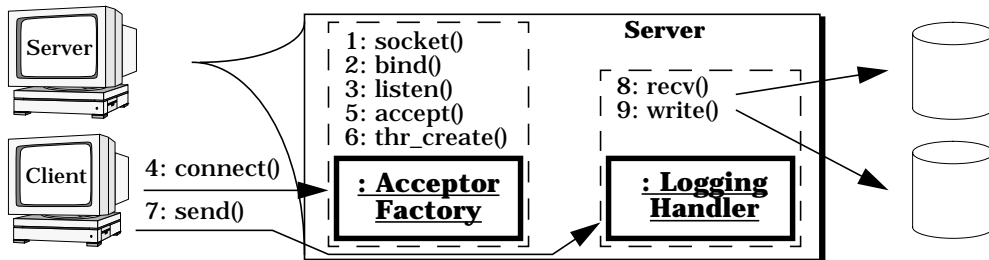 Server
Client
4: connect()
7: send()
1: socket()
2: bind()
3: listen()
5: accept()
6: thr_create()
: Acceptor
Factory
Server
8: recv()
9: write()
: Logging
Handler